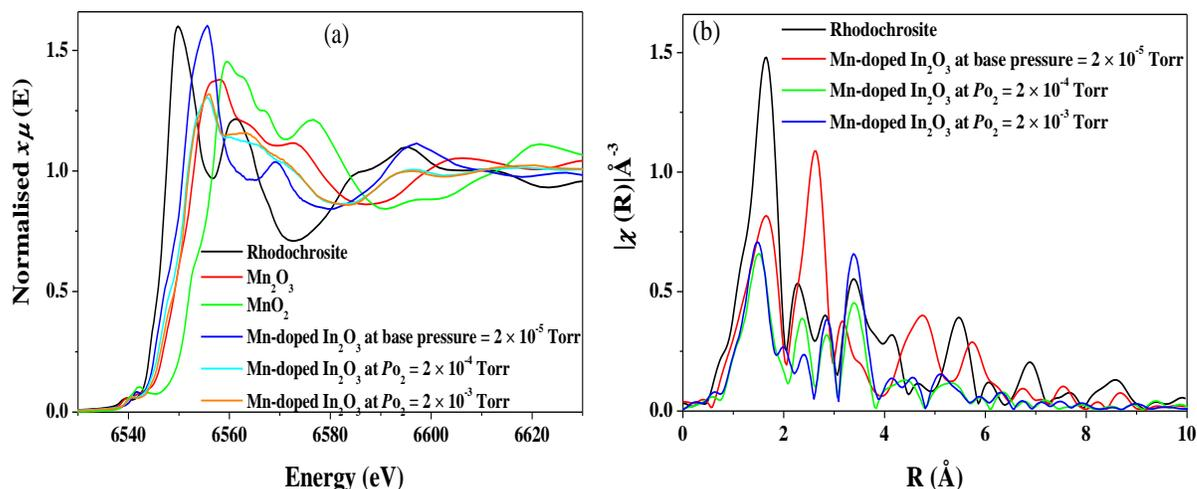 (a)
Normalised xμ (E)
1.5
1.0
0.5
0.0
6540 6560 6580 6600 6620
Energy (eV)
Rhodochrosite
Mn₂O₃
MnO₂
Mn-doped In₂O₃ at base pressure = 2 × 10⁻⁵ Torr
Mn-doped In₂O₃ at Po₂ = 2 × 10⁻⁴ Torr
Mn-doped In₂O₃ at Po₂ = 2 × 10⁻³ Torr
(b)
|χ(R)|Å⁻³
1.5
1.0
0.5
0.0
0 2 4 6 8 10
R (Å)
Rhodochrosite
Mn-doped In₂O₃ at base pressure = 2 × 10⁻⁵ Torr
Mn-doped In₂O₃ at Po₂ = 2 × 10⁻⁴ Torr
Mn-doped In₂O₃ at Po₂ = 2 × 10⁻³ Torr